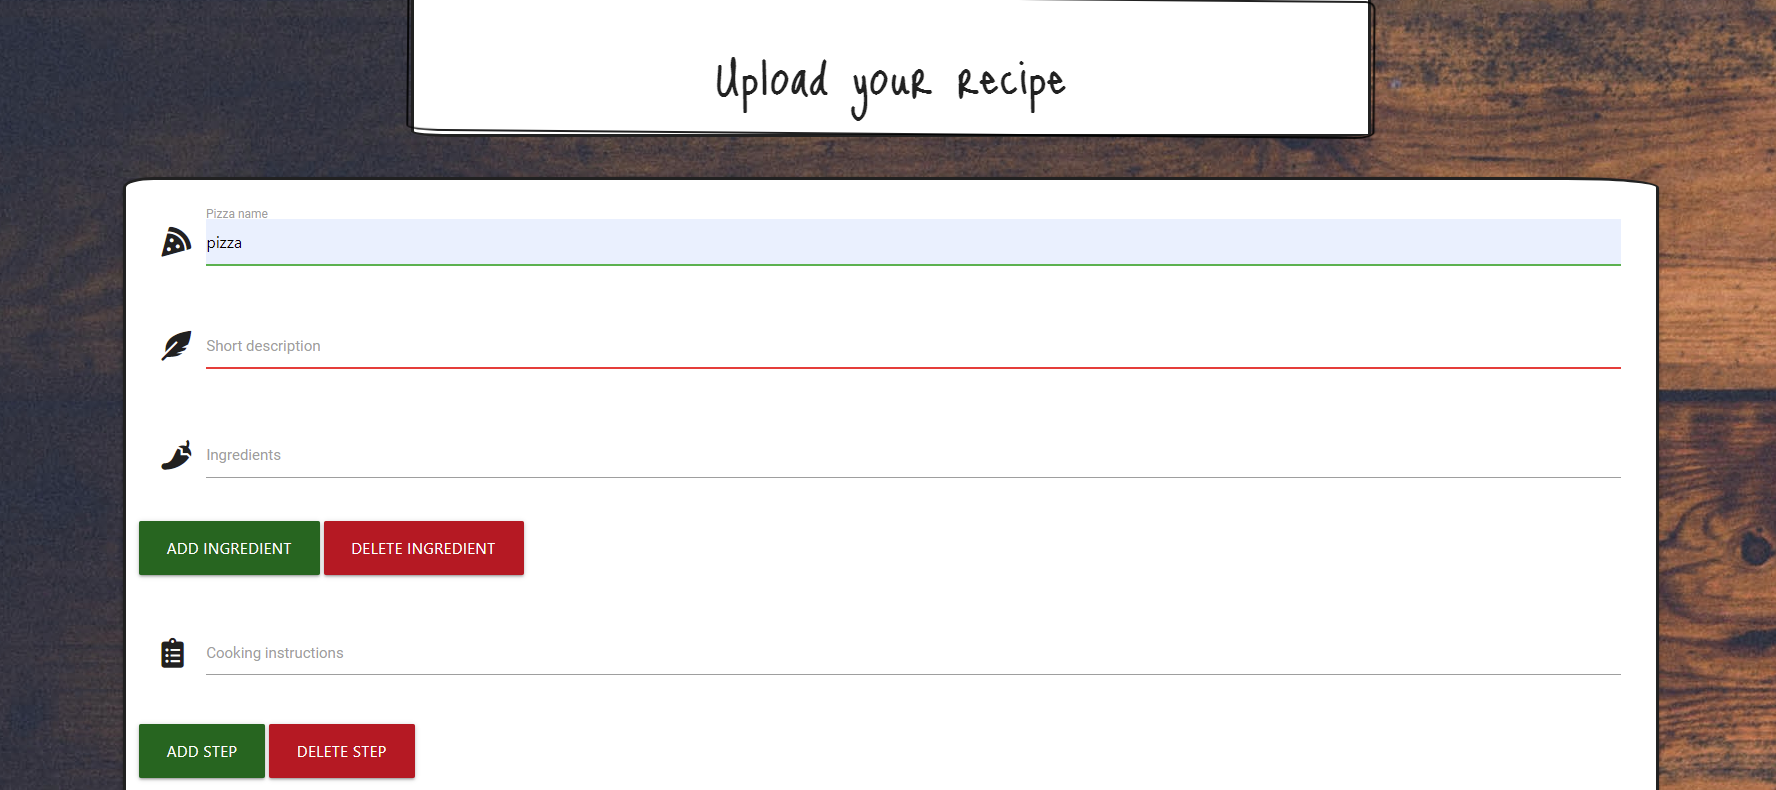 Upload your recipe
Pizza name
pizza
Short description
Ingredients
ADD INGREDIENT DELETE INGREDIENT
Cooking instructions
ADD STEP DELETE STEP